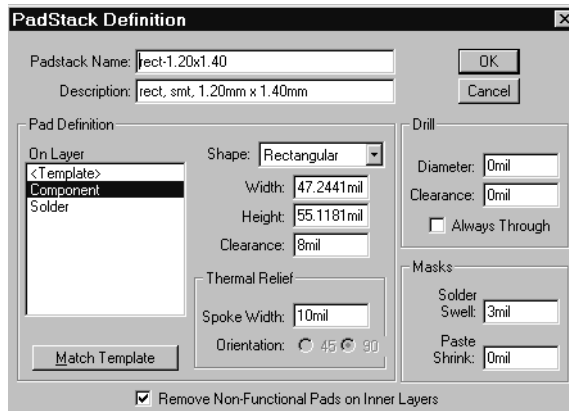 PadStack Definition
Padstack Name: rect-1.20x1.40
OK
Description: rect, smt, 1.20mm x 1.40mm
Cancel
Pad Definition
On Layer
<Template>
Component
Solder
Match Template
Shape: Rectangular
Width: 47.2441mil
Height: 55.1181mil
Clearance: 8mil
Thermal Relief
Spoke Width: 10mil
Orientation: 45 90
Drill
Diameter: 0mil
Clearance: 0mil
Always Through
Masks
Solder
Swell: 3mil
Paste
Shrink: 0mil
Remove Non-Functional Pads on Inner Layers